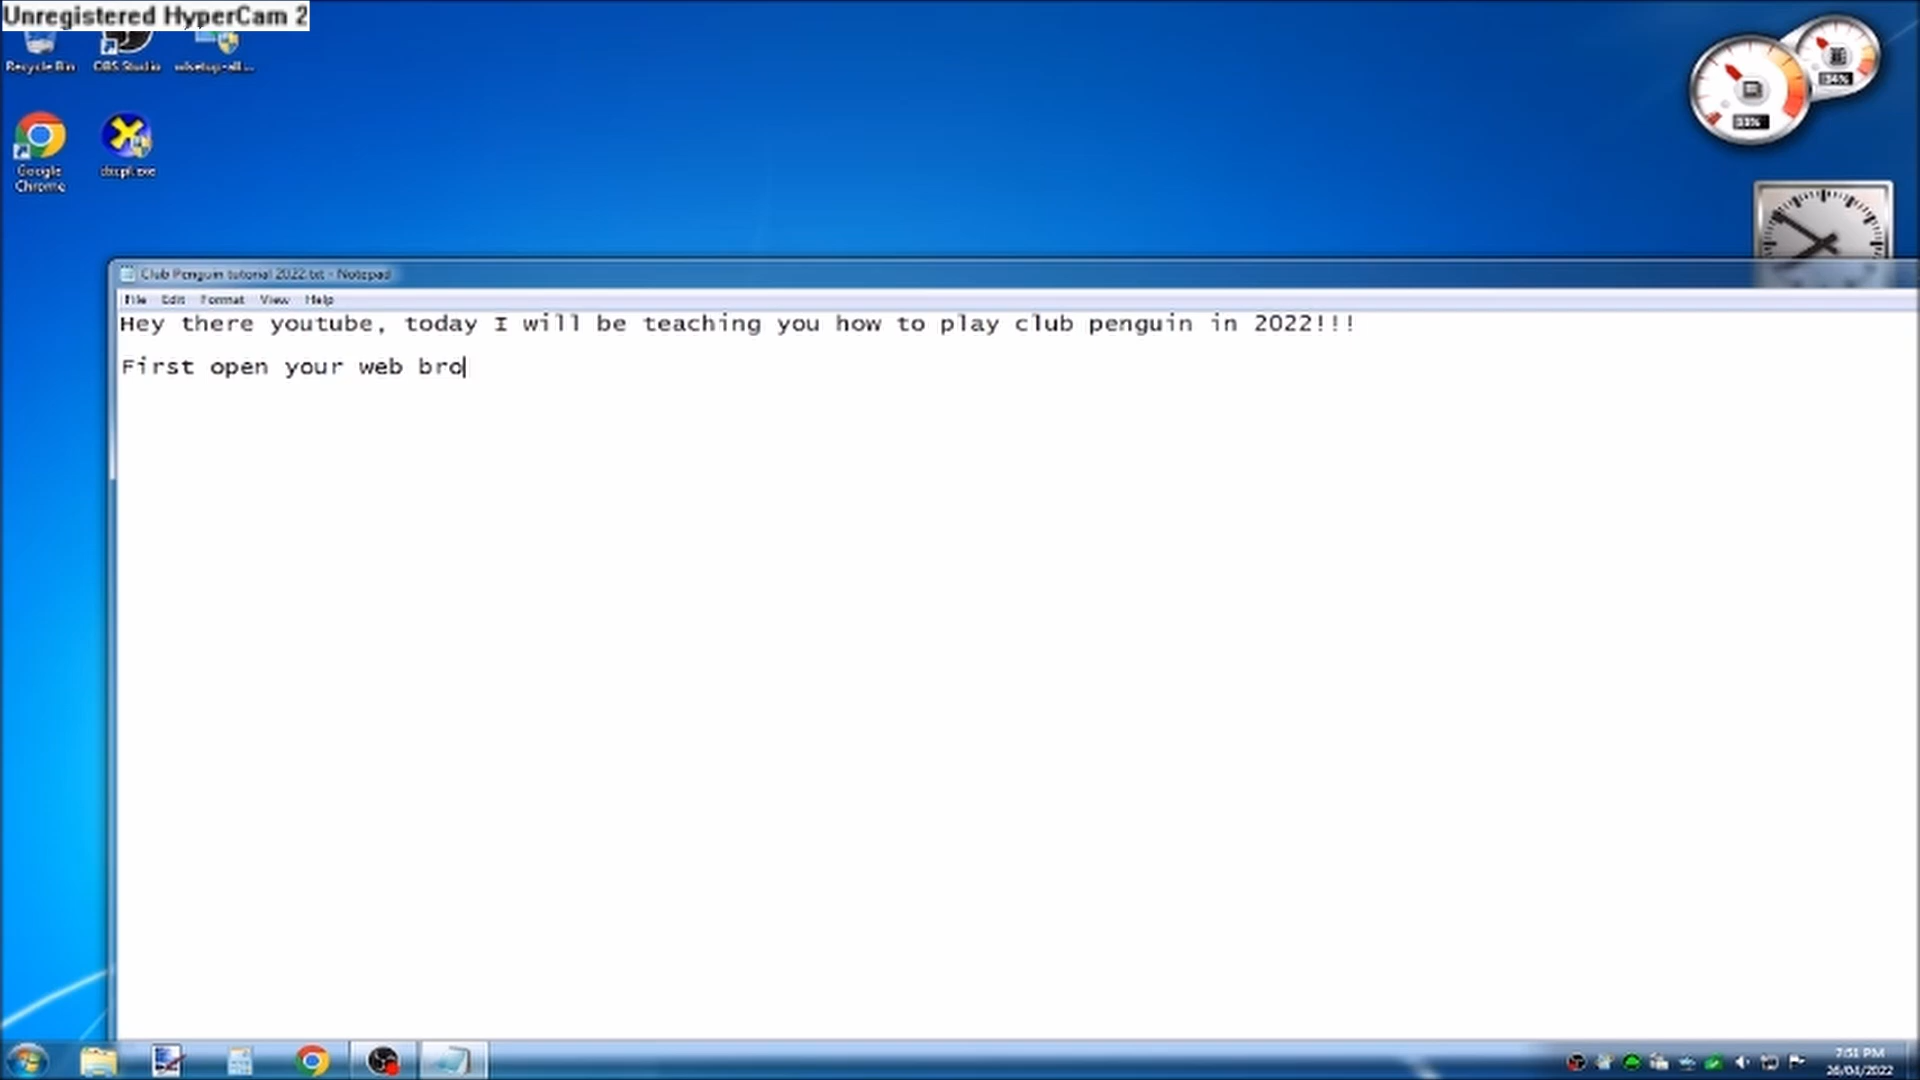 Unregistered HyperCam 2
Recycle Bin
OBS Studio
Google
Chrome
Club Penguin tutorial 2022.txt - Notepad
File Edit Format View Help
Hey there youtube, today I will be teaching you how to play club penguin in 2022!!!
First open your web bro
7:51 PM